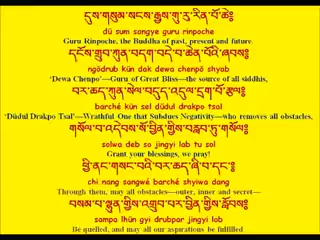 དུས་གསུམ་སངས་རྒྱས་གུ་རུ་རིན་པོ་ཆེ༔
dü sum sangye guru rinpoche
Guru Rinpoche, the Buddha of past, present and future,
དངོས་གྲུབ་ཀུན་བདག་བདེ་བ་ཆེན་པོའི་ཞབས༔
ngödrub kün dak dewa chenpö shyab
'Dewa Chenpo'—Guru of Great Bliss—the source of all siddhis,
བར་ཆད་ཀུན་སེལ་བདུད་འདུལ་དྲག་པོ་རྩལ༔
barché kün sel düdul drakpo tsal
'Düdul Drakpo Tsal'—Wrathful One that Subdues Negativity—who removes all obstacles,
གསོལ་བ་འདེབས་སོ་བྱིན་གྱིས་བརླབ་ཏུ་གསོལ༔
solwa deb so jingyi lab tu sol
Grant your blessings, we pray!
ཕྱི་ནང་གསང་བའི་བར་ཆད་ཞི་བ་དང་༔
chi nang sangwé barché shyiwa dang
Through them, may all obstacles—outer, inner and secret—
བསམ་པ་ལྷུན་གྱིས་འགྲུབ་པར་བྱིན་གྱིས་རློབས༔
sampa lhün gyi drubpar jingyi lob
Be quelled, and may all our aspirations be fulfilled